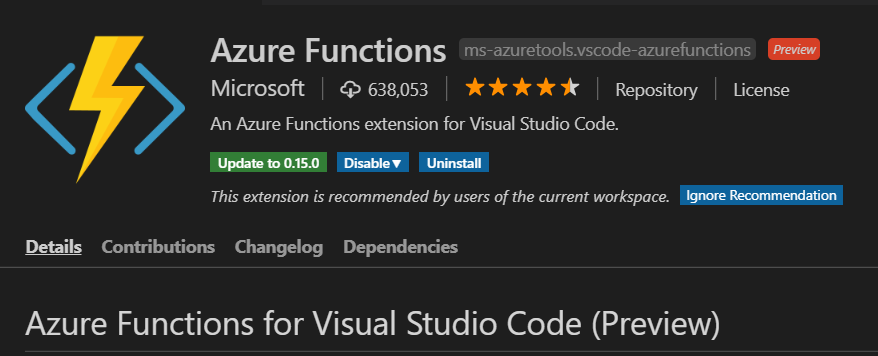 Azure Functions ms-azuretools.vscode-azurefunctions Preview
Microsoft 638,053 Repository License
An Azure Functions extension for Visual Studio Code.
Update to 0.15.0 Disable▼ Uninstall
This extension is recommended by users of the current workspace. Ignore Recommendation
Details Contributions Changelog Dependencies
Azure Functions for Visual Studio Code (Preview)